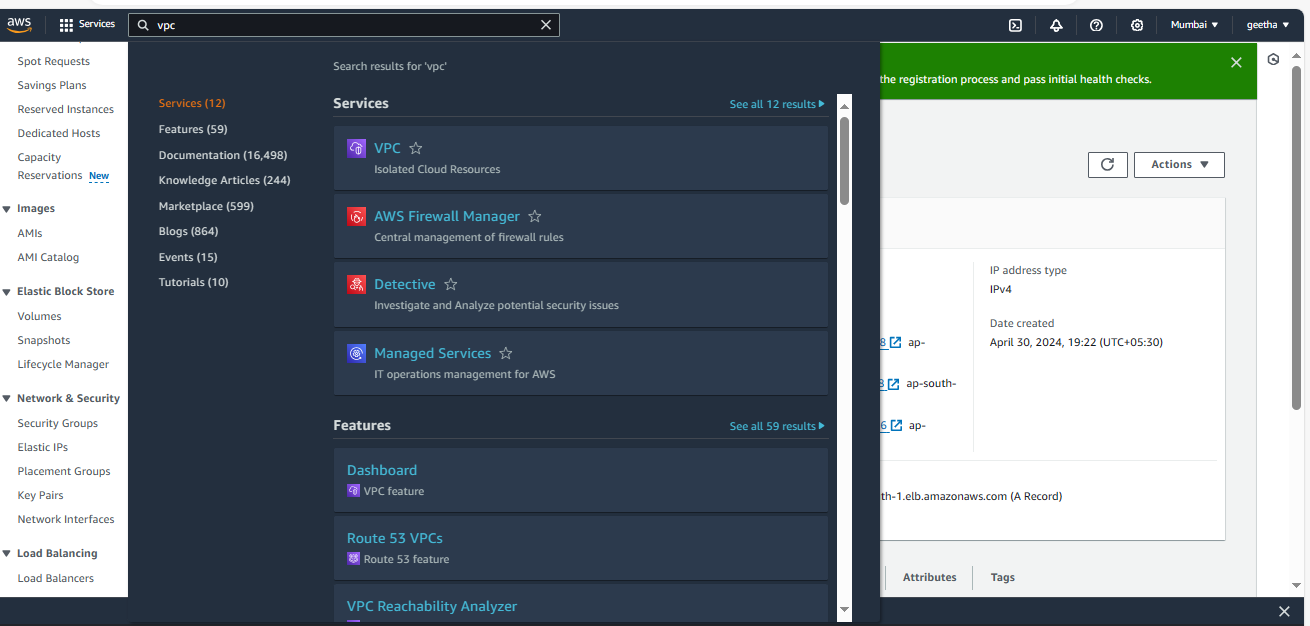 aws
Services
vpc
Mumbai
geetha
Spot Requests
Savings Plans
Reserved Instances
Dedicated Hosts
Capacity
Reservations New
Images
AMIs
AMI Catalog
Elastic Block Store
Volumes
Snapshots
Lifecycle Manager
Network & Security
Security Groups
Elastic IPs
Placement Groups
Key Pairs
Network Interfaces
Load Balancing
Load Balancers
Search results for 'vpc'
Services (12)
Features (59)
Documentation (16,498)
Knowledge Articles (244)
Marketplace (599)
Blogs (864)
Events (15)
Tutorials (10)
Services
See all 12 results
VPC
Isolated Cloud Resources
AWS Firewall Manager
Central management of firewall rules
Detective
Investigate and Analyze potential security issues
Managed Services
IT operations management for AWS
Features
See all 59 results
Dashboard
VPC feature
Route 53 VPCs
Route 53 feature
VPC Reachability Analyzer
the registration process and pass initial health checks.
Actions
IP address type
IPv4
Date created
April 30, 2024, 19:22 (UTC+05:30)
8 ap-
ap-south-
6 ap-
th-1.elb.amazonaws.com (A Record)
Attributes
Tags